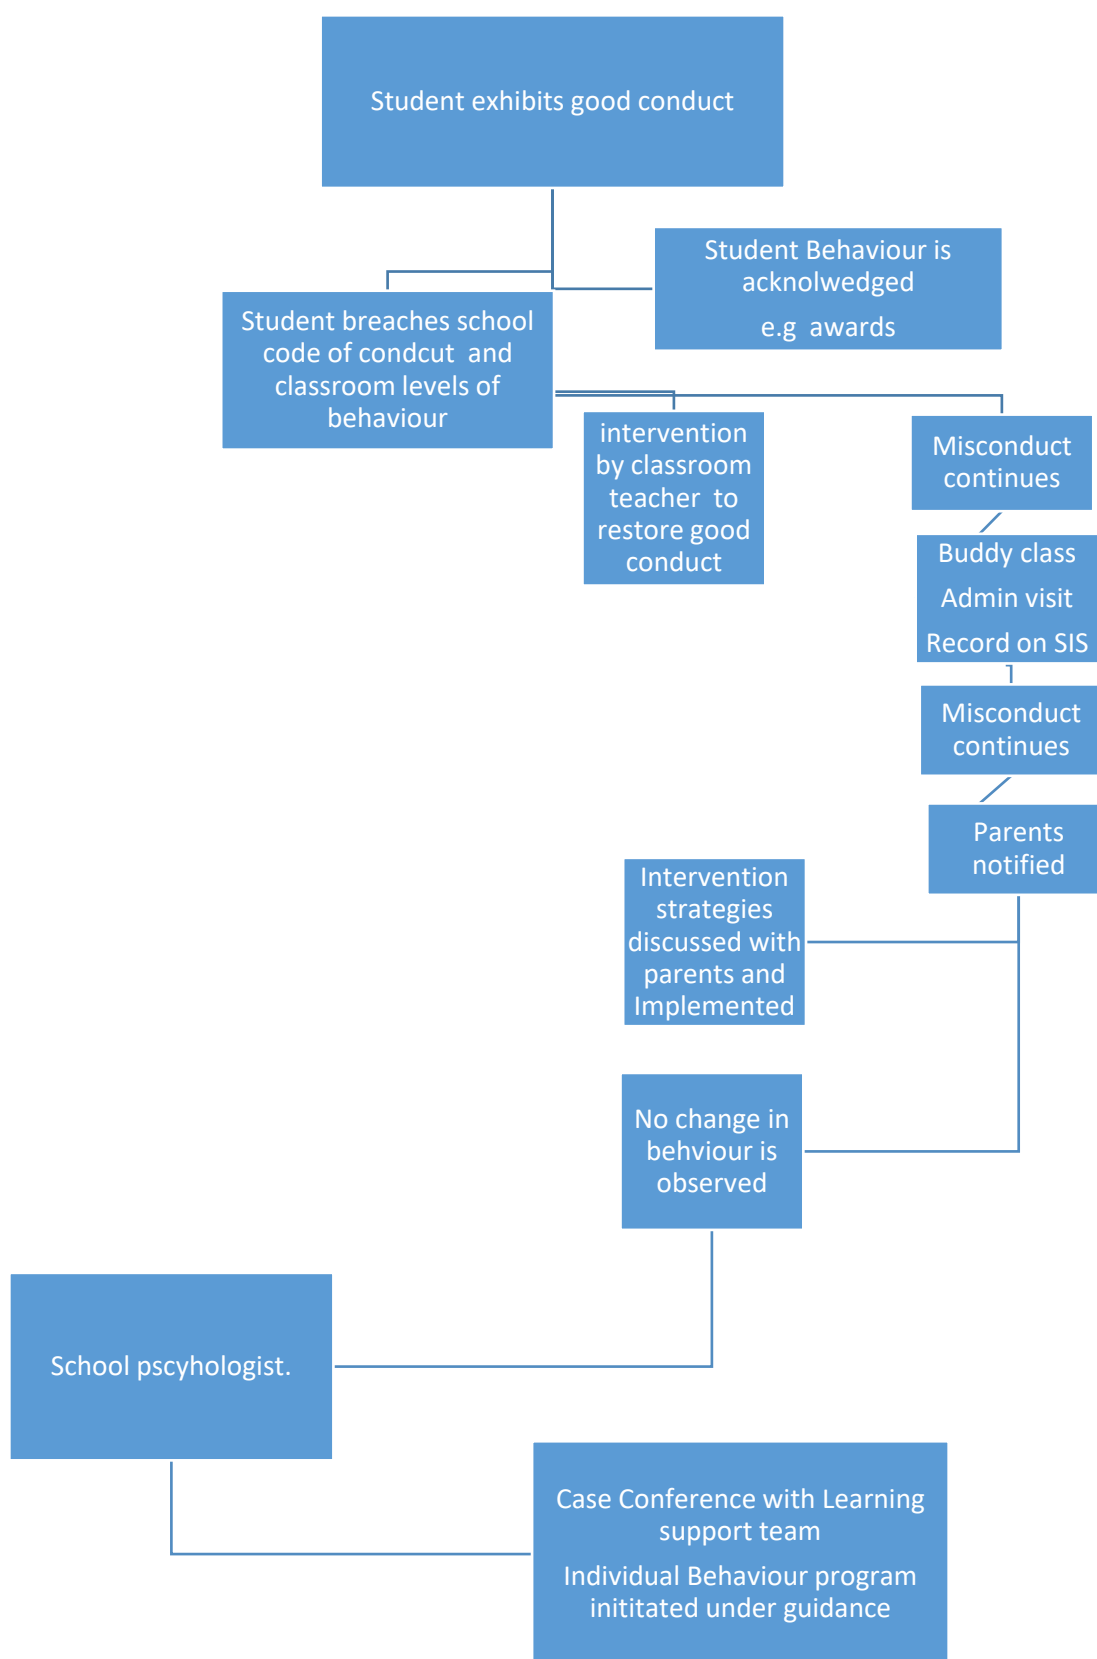 Student exhibits good conduct
Student Behaviour is
acknolwedged
e.g  awards
Student breaches school
code of condcut  and
classroom levels of
behaviour
intervention
by classroom
teacher  to
restore good
conduct
Misconduct
continues
Buddy class
Admin visit
Record on SIS
Misconduct
continues
Parents
notified
Intervention
strategies
discussed with
parents and
Implemented
No change in
behviour is
observed
School pscyhologist.
Case Conference with Learning
support team
Individual Behaviour program
inititated under guidance